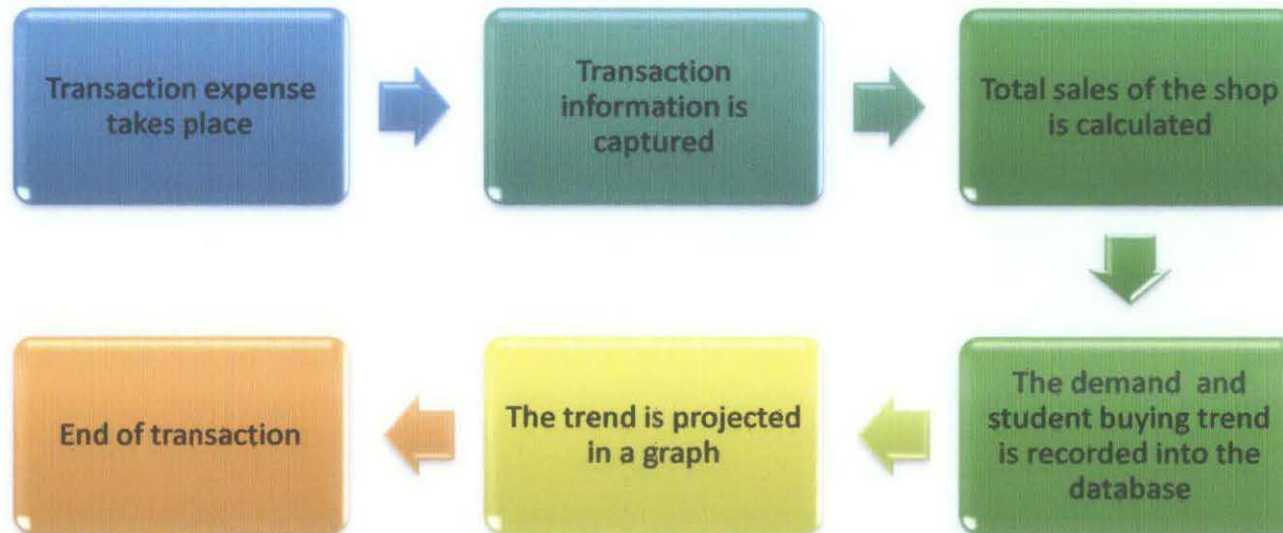 Transaction expense
takes place
Transaction
information is
captured
Total sales of the shop
is calculated
The demand and
student buying trend
is recorded into the
database
The trend is projected
in a graph
End of transaction